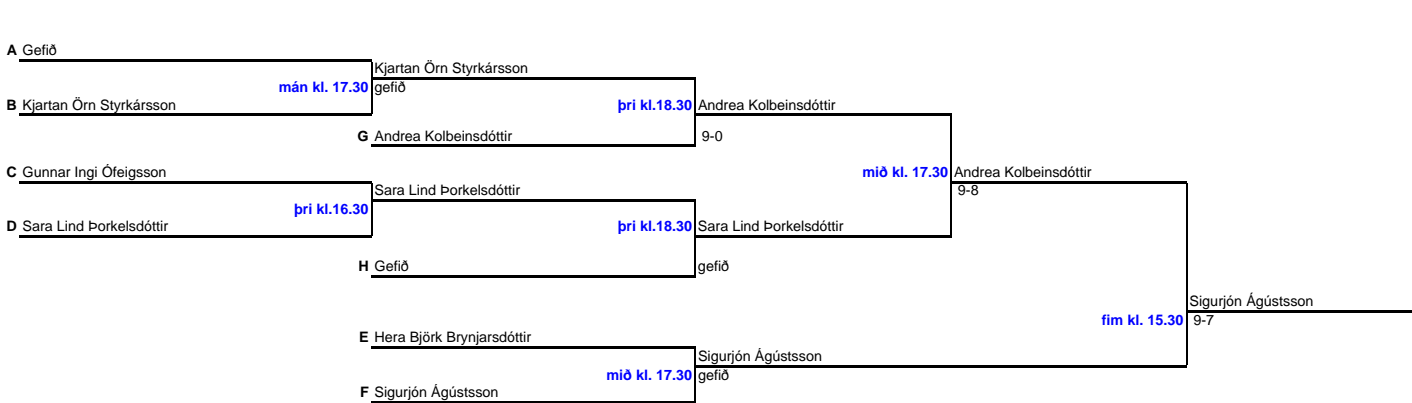 A Gefið
Kjartan Örn Styrkársson
mán kl. 17.30 gefið
B Kjartan Örn Styrkársson
þri kl.18.30 Andrea Kolbeinsdóttir
G Andrea Kolbeinsdóttir
9-0
C Gunnar Ingi Ófeigsson
mið kl. 17.30 Andrea Kolbeinsdóttir
Sara Lind Þorkelsdóttir
9-8
þri kl.16.30
D Sara Lind Þorkelsdóttir
þri kl.18.30 Sara Lind Þorkelsdóttir
H Gefið
gefið
Sigurjón Ágústsson
fim kl. 15.30 9-7
E Hera Björk Brynjarsdóttir
Sigurjón Ágústsson
mið kl. 17.30 gefið
F Sigurjón Ágústsson